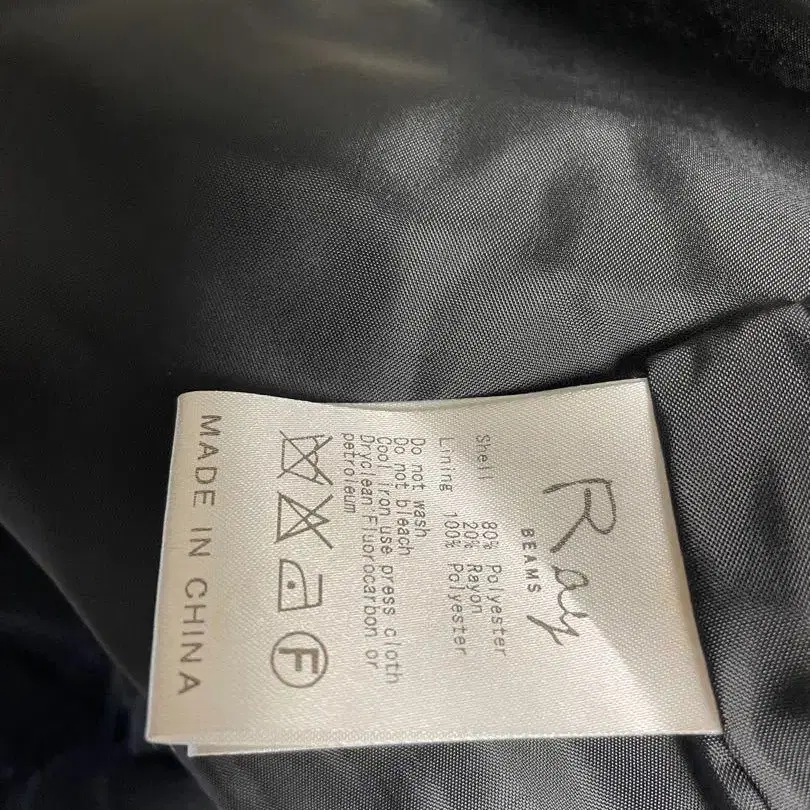 Ray
BEAMS
Shell 80% Polyester
20% Rayon
Lining 100% Polyester
Do not wash
Do not bleach
Cool iron use press cloth
Dryclean:Fluorocarbon or
petroleum
F
MADE IN CHINA